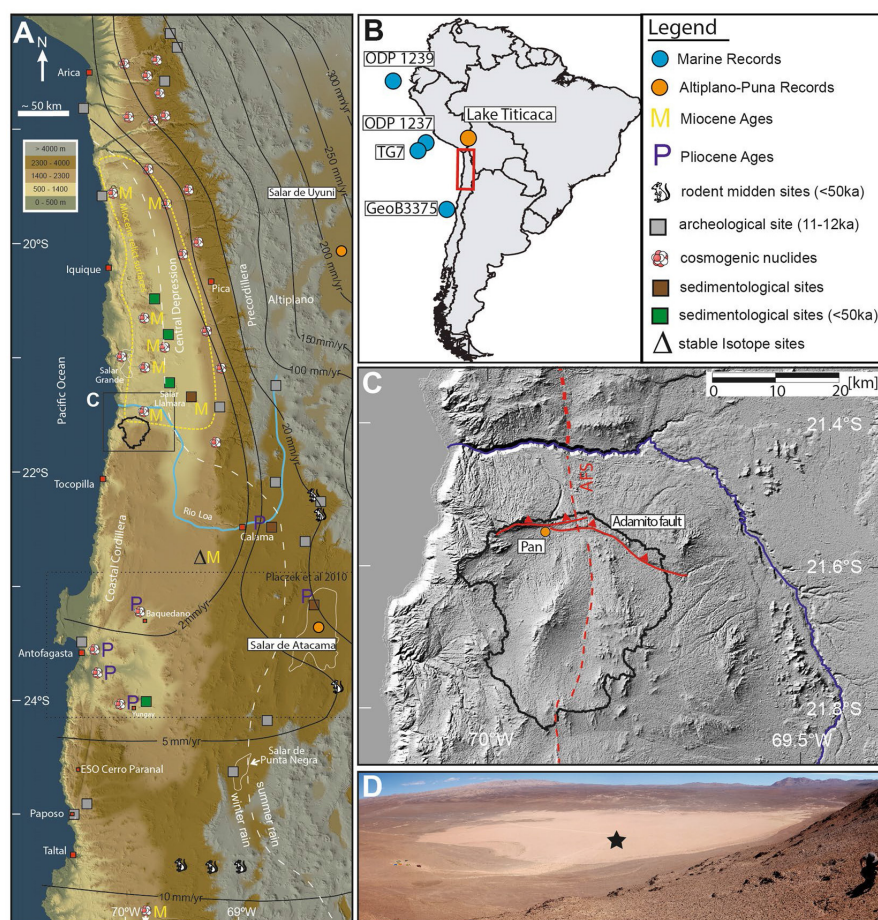 A
N
Arica
~ 50 km
> 4000 m
2300 - 4000
1400 - 2300
500 - 1400
0 - 500 m
300 mm/yr
250 mm/yr
200 mm/yr
Salar de Uyuni
M
20°S
Iquique
Central Depression
Pica
Precordillera
Altiplano
M
M
M
15 mm/yr
100 mm/yr
Pacific Ocean
Salar
Grande
Salar
Llamara
M
M
C
20 mm/yr
22°S
Tocopilla
Rio Loa
P
Calama
Coastal Cordillera
M
Placzek et al 2010
P
P
Baquedano
2 mm/yr
Salar de Atacama
Antofagasta
P
P
P
24°S
5 mm/yr
Salar de
Punta Negra
ESO Cerro Paranal
winter rain
summer rain
Paposo
Taltal
10 mm/yr
70°W
69°W
M
B
ODP 1239
Lake Titicaca
ODP 1237
TG7
GeoB3375
Legend
Marine Records
Altiplano-Puna Records
M Miocene Ages
P Pliocene Ages
rodent midden sites (<50ka)
archeological site (11-12ka)
cosmogenic nuclides
sedimentological sites
sedimentological sites (<50ka)
stable Isotope sites
C
0 10 20
[km]
21.4°S
AFS
Adamito fault
Pan
21.6°S
21.8°S
70°W
69.5°W
D